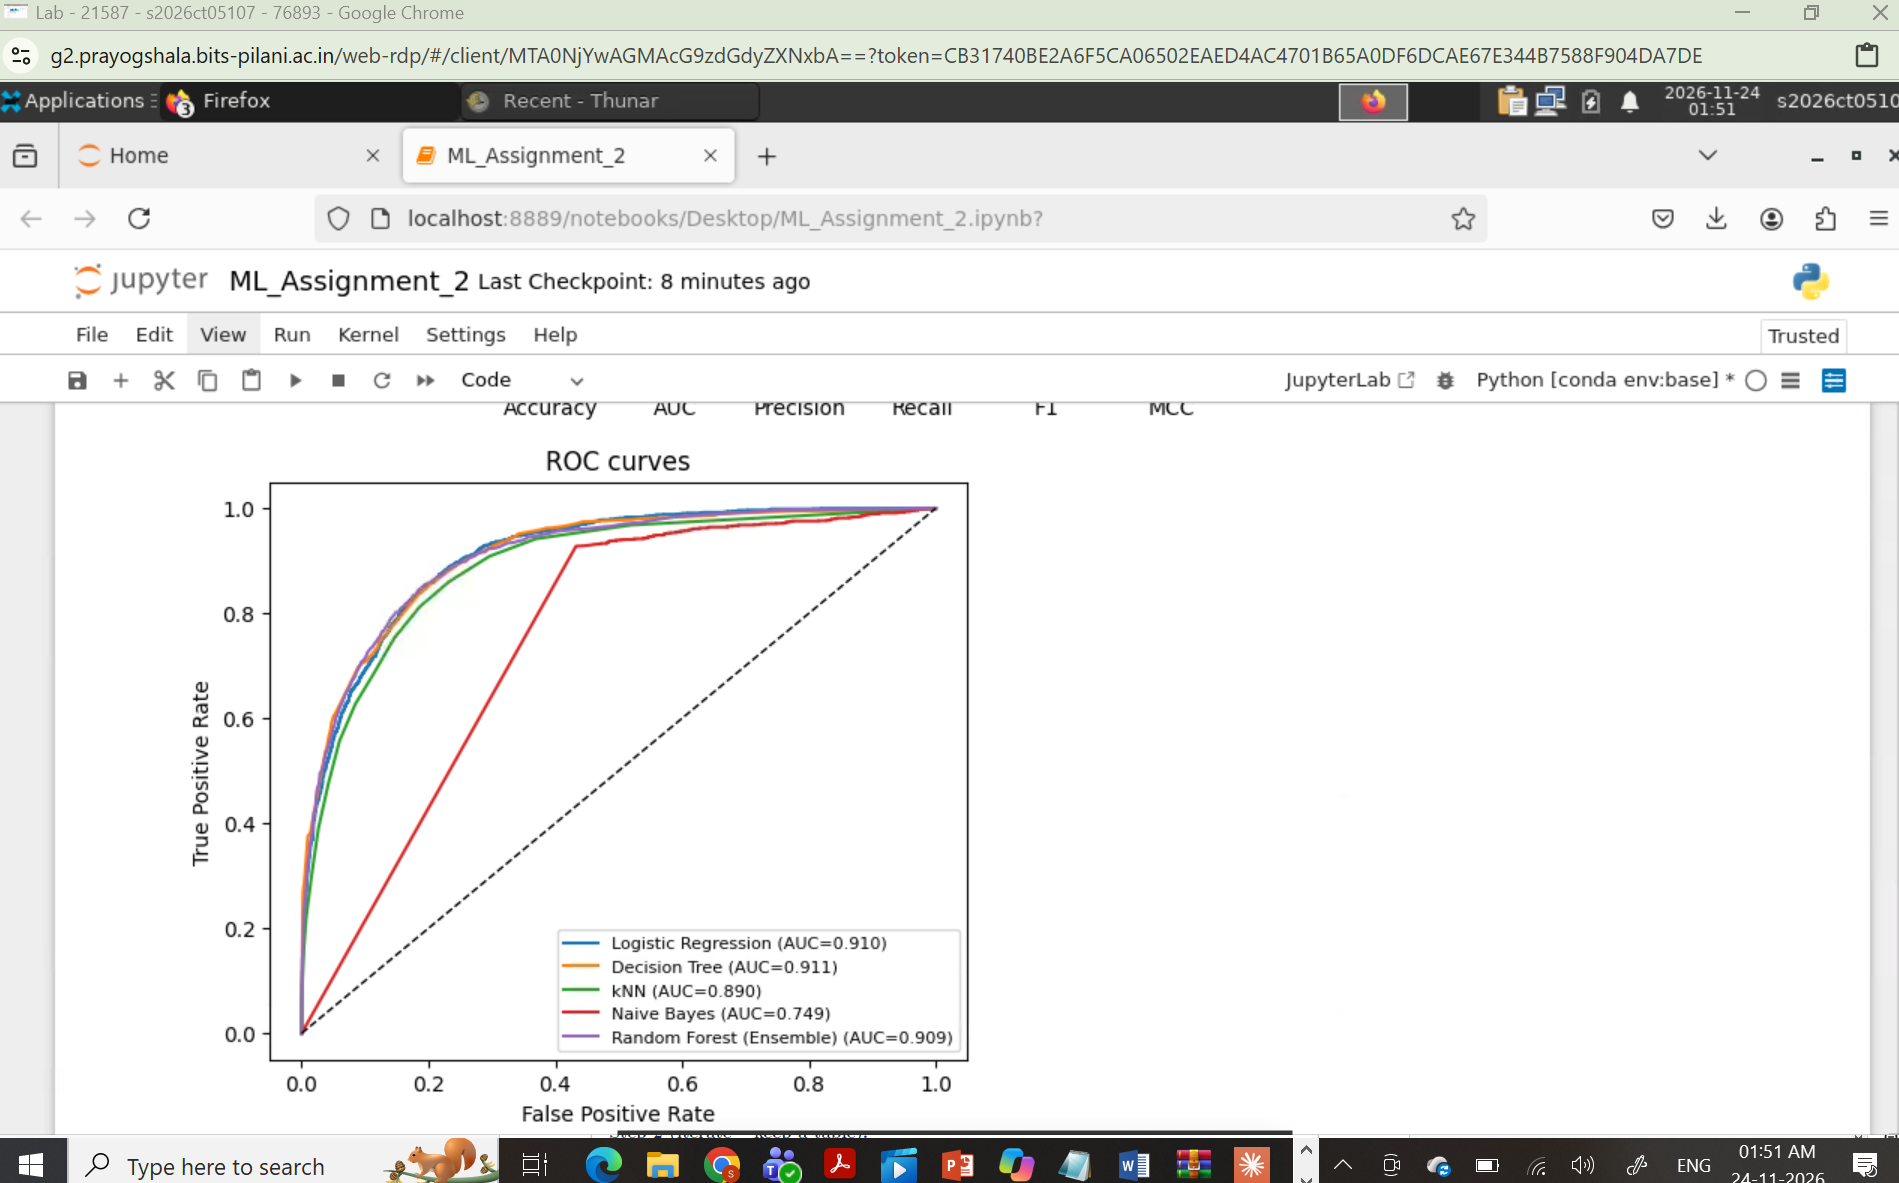 Lab - 21587 - s2026ct05107 - 76893 - Google Chrome
g2.prayogshala.bits-pilani.ac.in/web-rdp/#/client/MTA0NjYwAGMAcG9zdGdyZXNxbA==?token=CB31740BE2A6F5CA06502EAED4AC4701B65A0DF6DCAE67E344B7588F904DA7DE
Applications Firefox Recent - Thunar 2026-11-24 01:51 s2026ct0510
Home ML_Assignment_2
localhost:8889/notebooks/Desktop/ML_Assignment_2.ipynb?
jupyter ML_Assignment_2 Last Checkpoint: 8 minutes ago
File Edit View Run Kernel Settings Help Trusted
Code JupyterLab Python [conda env:base] *
Accuracy AUC Precision Recall F1 MCC
ROC curves
1.0
0.8
0.6
0.4
0.2
0.0
True Positive Rate
Logistic Regression (AUC=0.910)
Decision Tree (AUC=0.911)
kNN (AUC=0.890)
Naive Bayes (AUC=0.749)
Random Forest (Ensemble) (AUC=0.909)
0.0 0.2 0.4 0.6 0.8 1.0
False Positive Rate
Type here to search ENG 01:51 AM
24-11-2026